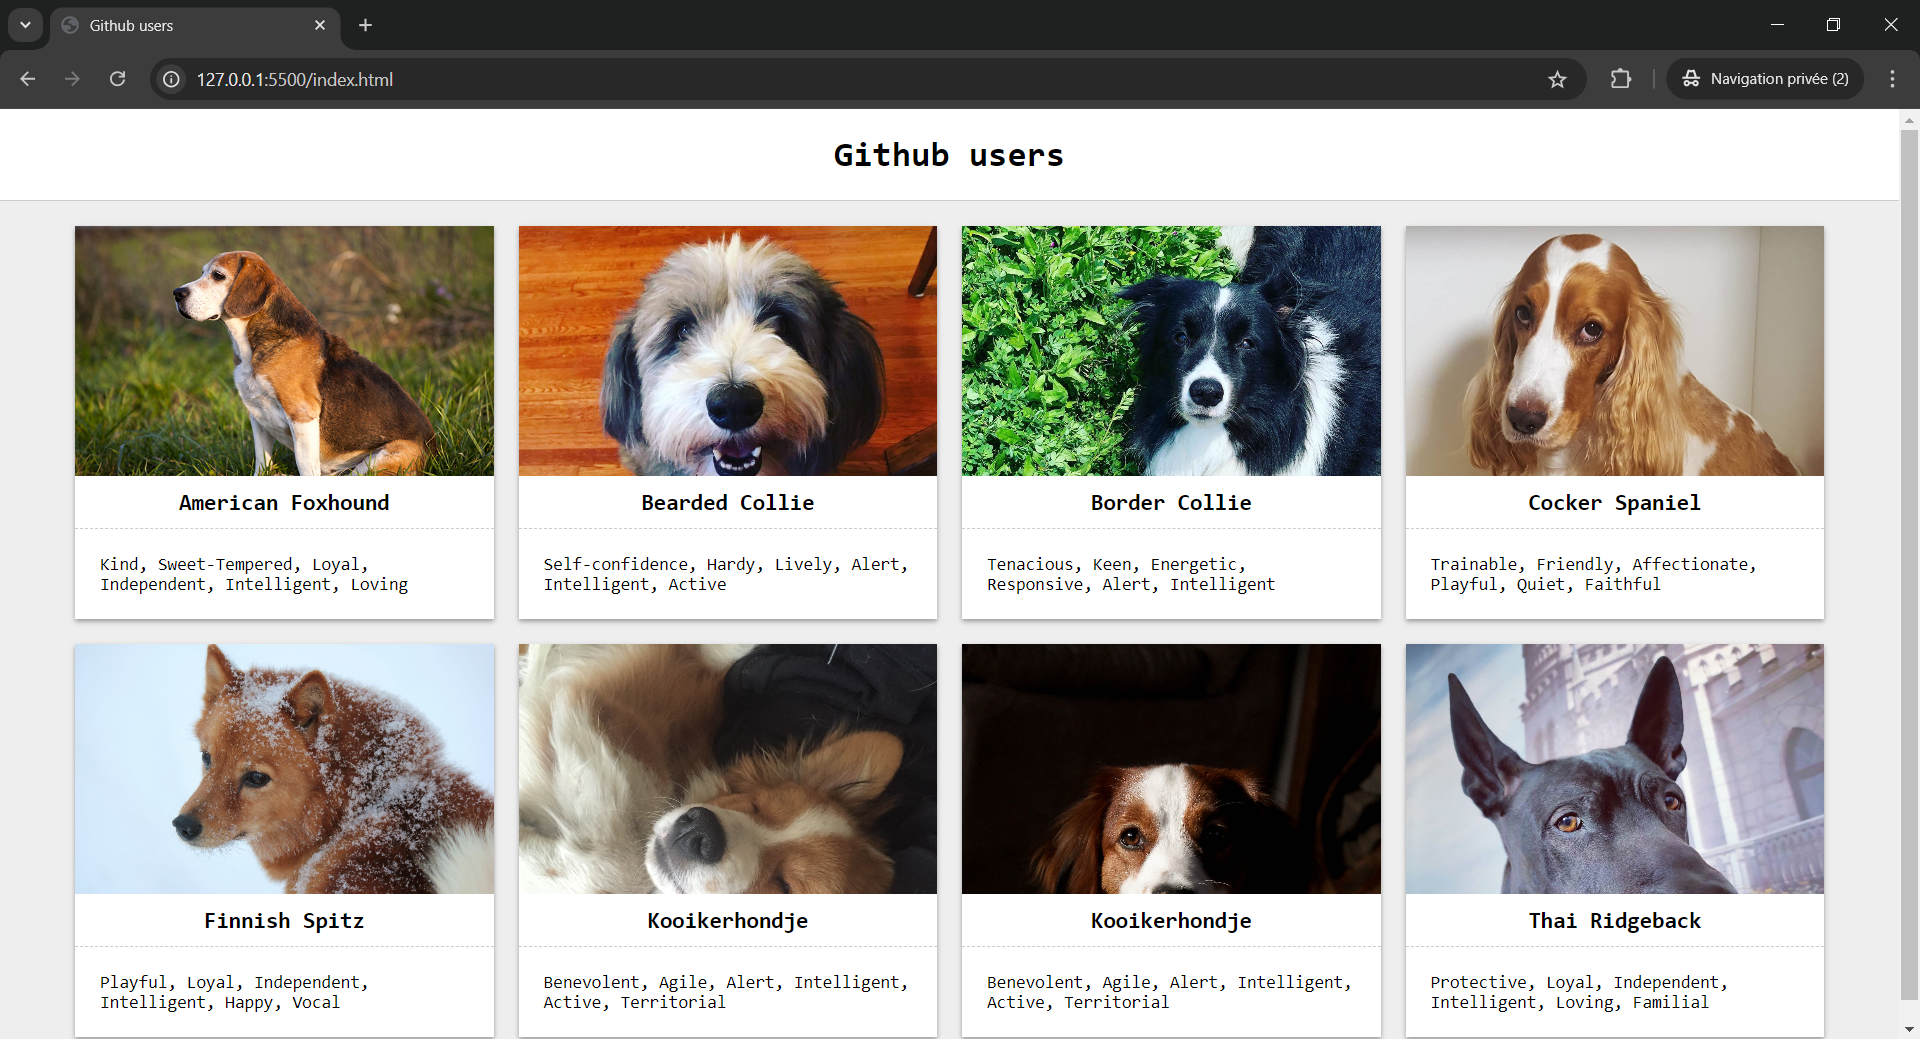 Github users
127.0.0.1:5500/index.html
Navigation privée (2)
Github users
American Foxhound
Bearded Collie
Border Collie
Cocker Spaniel
Kind, Sweet-Tempered, Loyal,
Independent, Intelligent, Loving
Self-confidence, Hardy, Lively, Alert,
Intelligent, Active
Tenacious, Keen, Energetic,
Responsive, Alert, Intelligent
Trainable, Friendly, Affectionate,
Playful, Quiet, Faithful
Finnish Spitz
Kooikerhondje
Kooikerhondje
Thai Ridgeback
Playful, Loyal, Independent,
Intelligent, Happy, Vocal
Benevolent, Agile, Alert, Intelligent,
Active, Territorial
Benevolent, Agile, Alert, Intelligent,
Active, Territorial
Protective, Loyal, Independent,
Intelligent, Loving, Familial